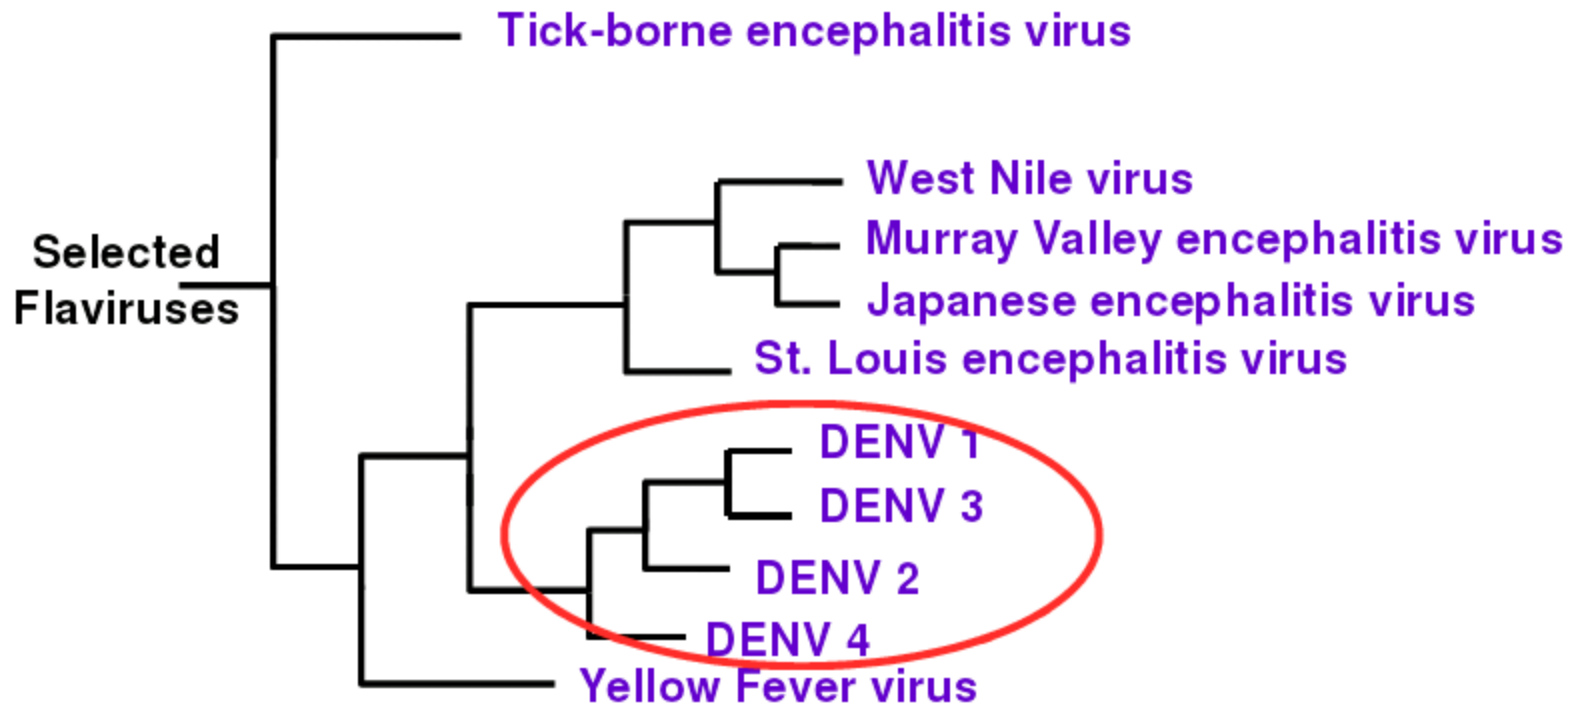 Tick-borne encephalitis virus
West Nile virus
Selected
Flaviruses
Murray Valley encephalitis virus
Japanese encephalitis virus
St. Louis encephalitis virus
DENV 1
DENV 3
DENV 2
DENV 4
Yellow Fever virus